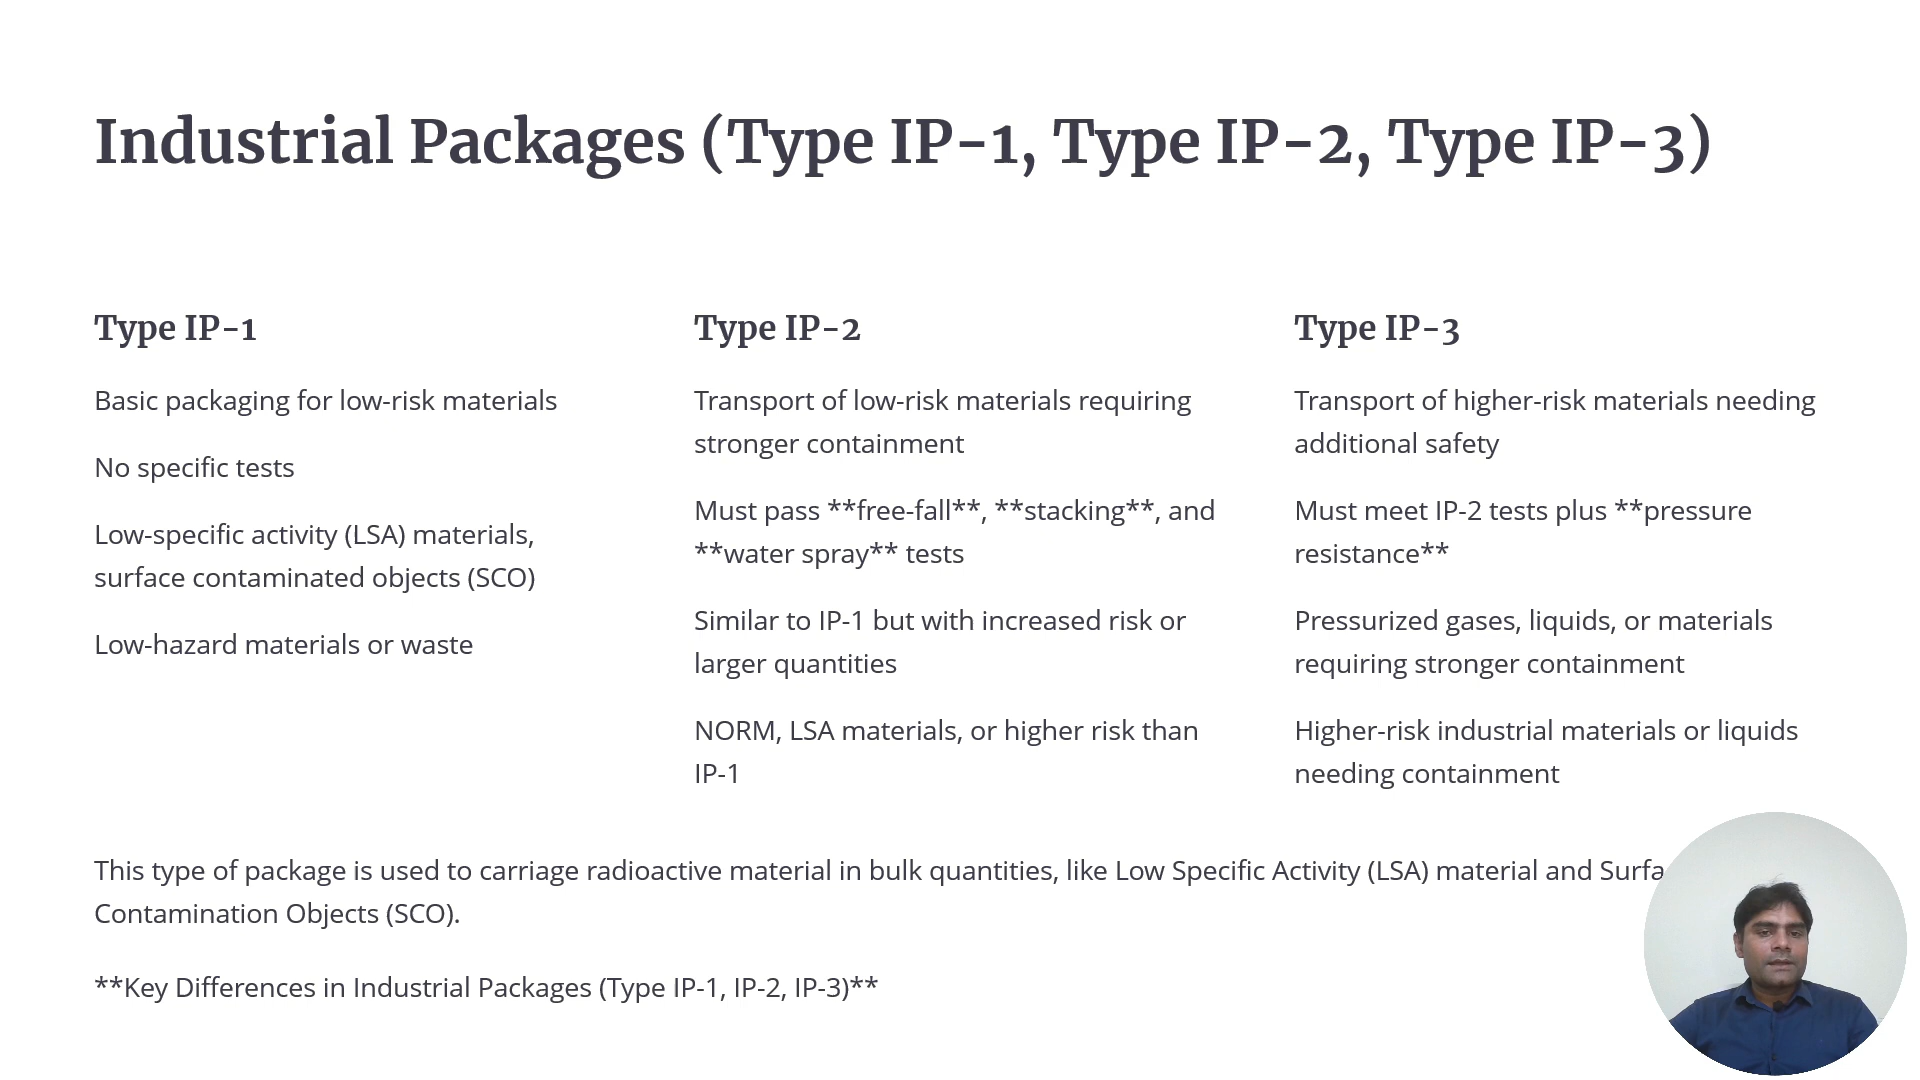 Industrial Packages (Type IP-1, Type IP-2, Type IP-3)
Type IP-1
Basic packaging for low-risk materials
No specific tests
Low-specific activity (LSA) materials,
surface contaminated objects (SCO)
Low-hazard materials or waste
Type IP-2
Transport of low-risk materials requiring
stronger containment
Must pass **free-fall**, **stacking**, and
**water spray** tests
Similar to IP-1 but with increased risk or
larger quantities
NORM, LSA materials, or higher risk than
IP-1
Type IP-3
Transport of higher-risk materials needing
additional safety
Must meet IP-2 tests plus **pressure
resistance**
Pressurized gases, liquids, or materials
requiring stronger containment
Higher-risk industrial materials or liquids
needing containment
This type of package is used to carriage radioactive material in bulk quantities, like Low Specific Activity (LSA) material and Surfa
Contamination Objects (SCO).
**Key Differences in Industrial Packages (Type IP-1, IP-2, IP-3)**